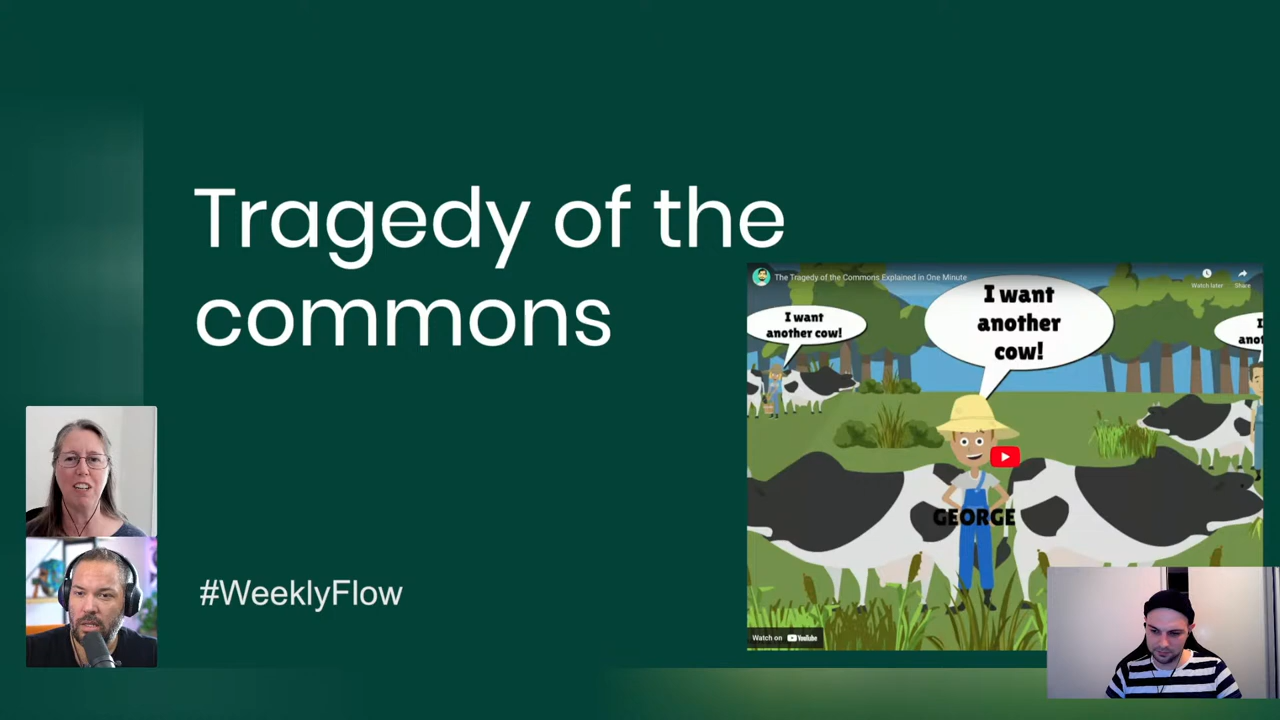 Tragedy of the
commons
The Tragedy of the Commons Explained in One Minute
Watch later
Share
I want
another
cow!
I want
another cow!
I
anot
GEORGE
Watch on YouTube
#WeeklyFlow